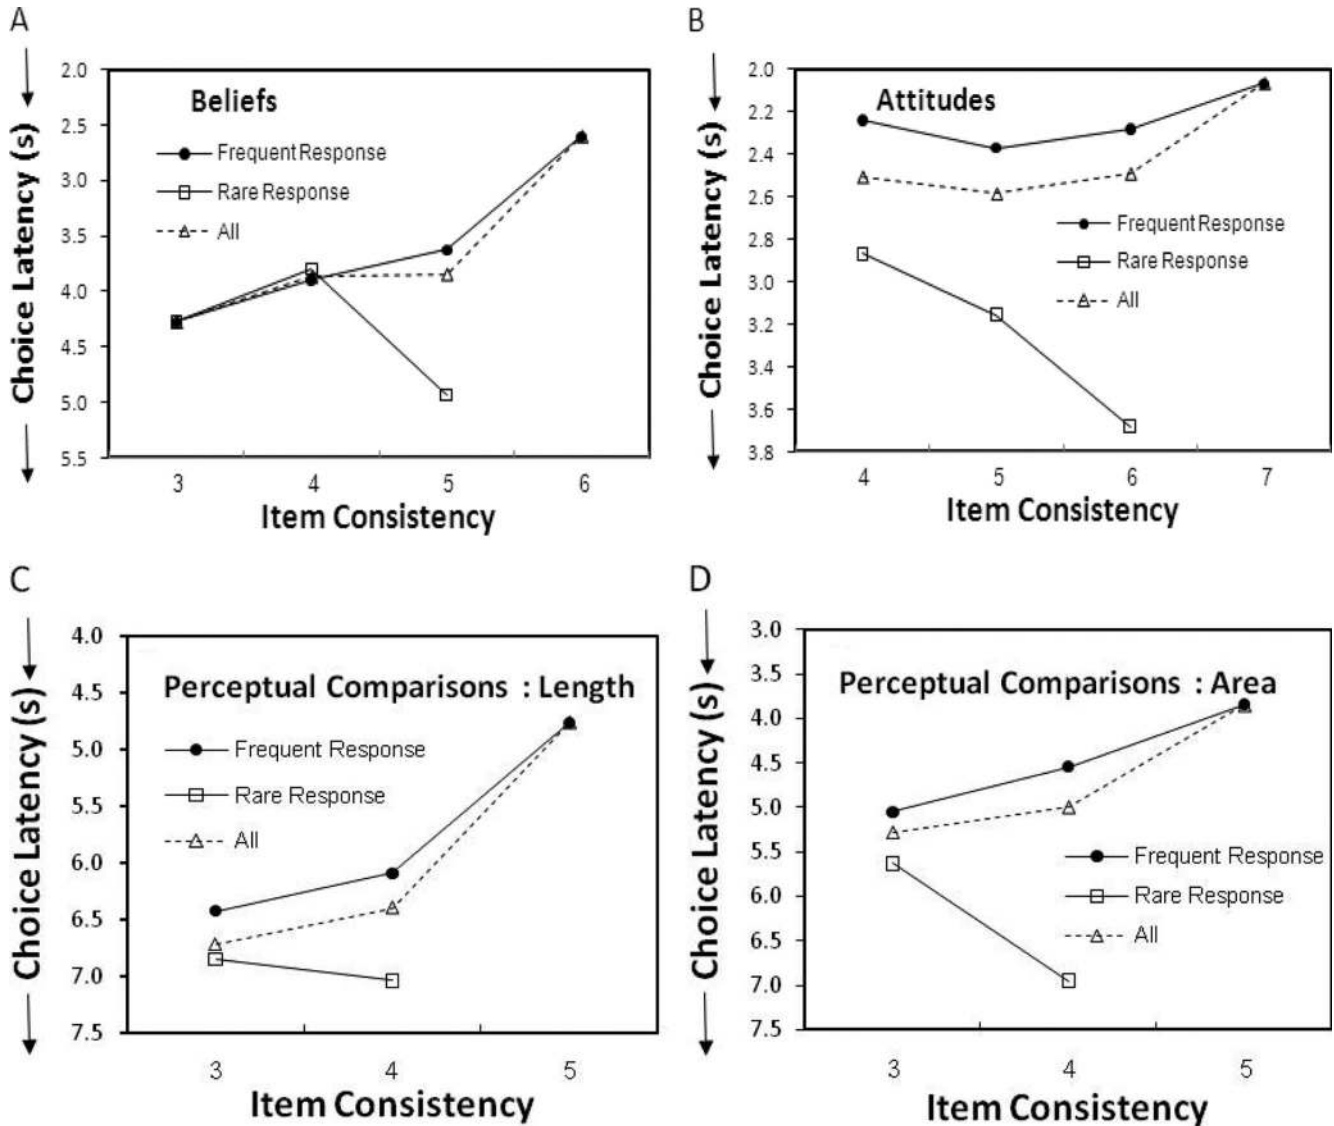 A
Choice Latency (s)
2.0
2.5
3.0
3.5
4.0
4.5
5.0
5.5
Beliefs
Frequent Response
Rare Response
All
3 4 5 6
Item Consistency
B
Choice Latency (s)
2.0
2.2
2.4
2.6
2.8
3.0
3.2
3.4
3.6
3.8
Attitudes
Frequent Response
Rare Response
All
4 5 6 7
Item Consistency
C
Choice Latency (s)
4.0
4.5
5.0
5.5
6.0
6.5
7.0
7.5
Perceptual Comparisons : Length
Frequent Response
Rare Response
All
3 4 5
Item Consistency
D
Choice Latency (s)
3.0
3.5
4.0
4.5
5.0
5.5
6.0
6.5
7.0
7.5
Perceptual Comparisons : Area
Frequent Response
Rare Response
All
3 4 5
Item Consistency